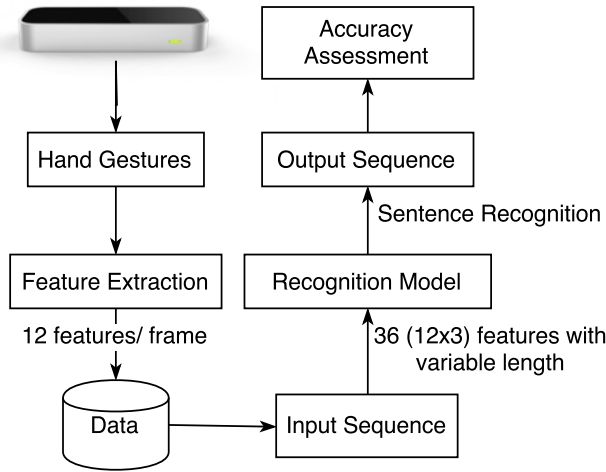 Hand Gestures
Feature Extraction
12 features/ frame
Data
Input Sequence
36 (12x3) features with
variable length
Recognition Model
Sentence Recognition
Output Sequence
Accuracy
Assessment